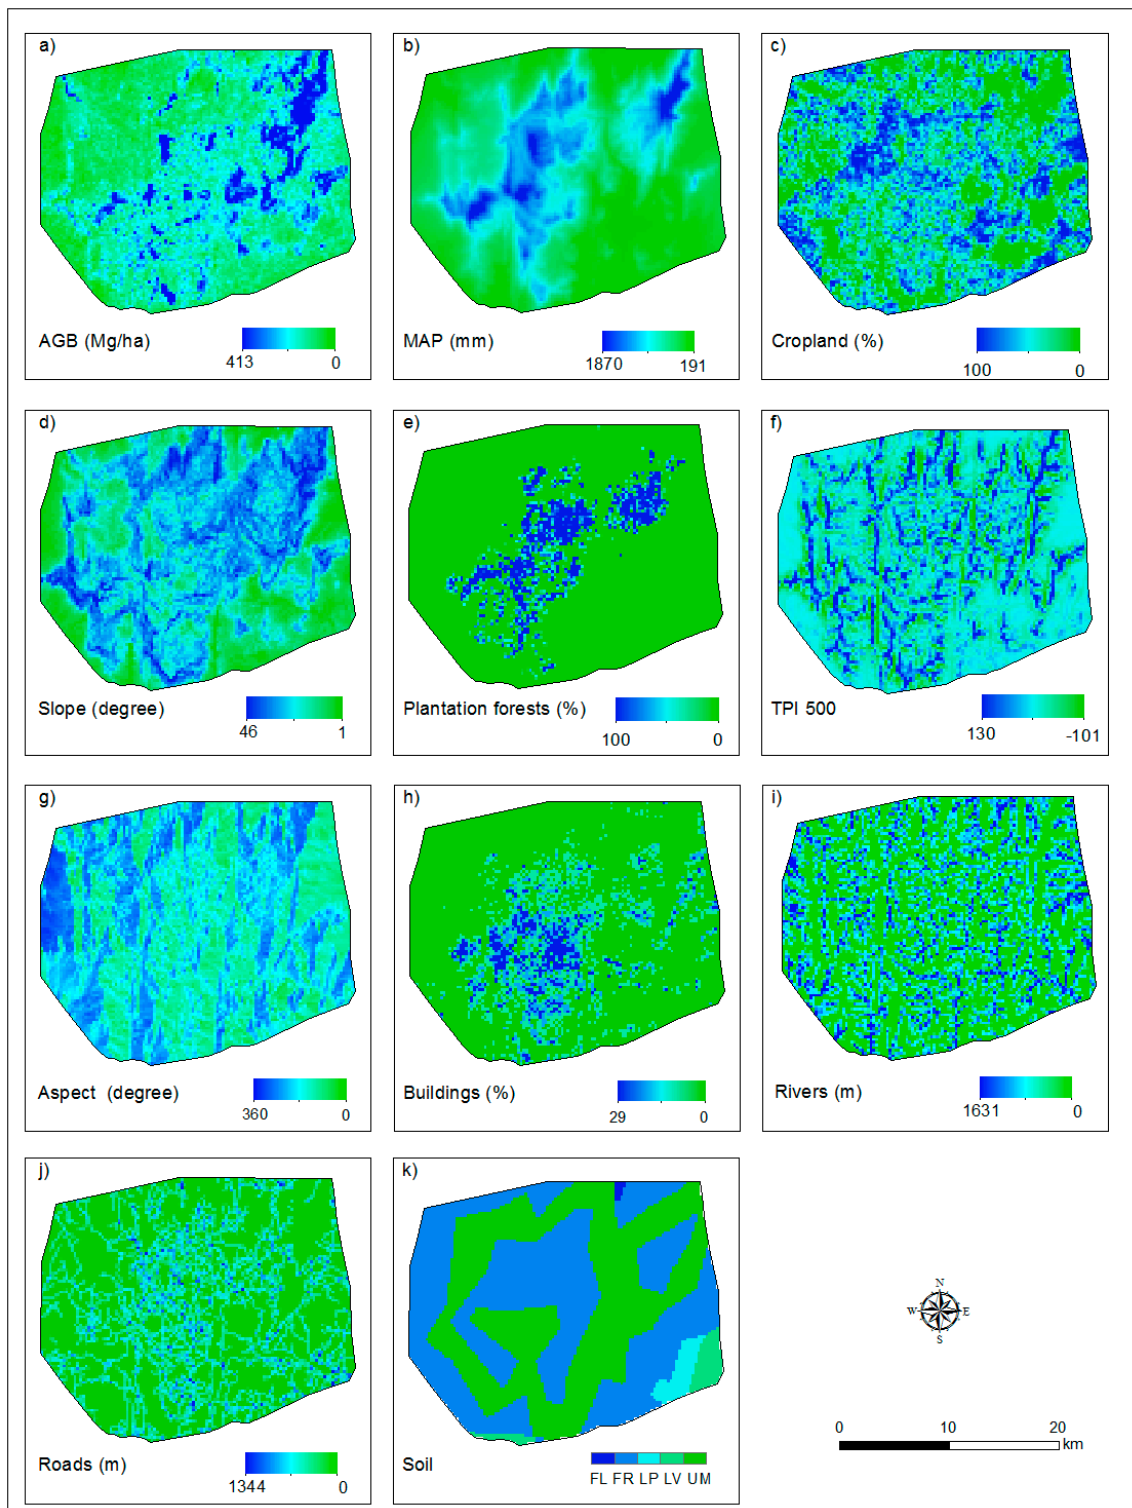 a)
AGB (Mg/ha)
413 0
b)
MAP (mm)
1870 191
c)
Cropland (%)
100 0
d)
Slope (degree)
46 1
e)
Plantation forests (%)
100 0
f)
TPI 500
130 -101
g)
Aspect (degree)
360 0
h)
Buildings (%)
29 0
i)
Rivers (m)
1631 0
j)
Roads (m)
1344 0
k)
Soil
FL FR LP LV UM
N
W E
S
0 10 20
km